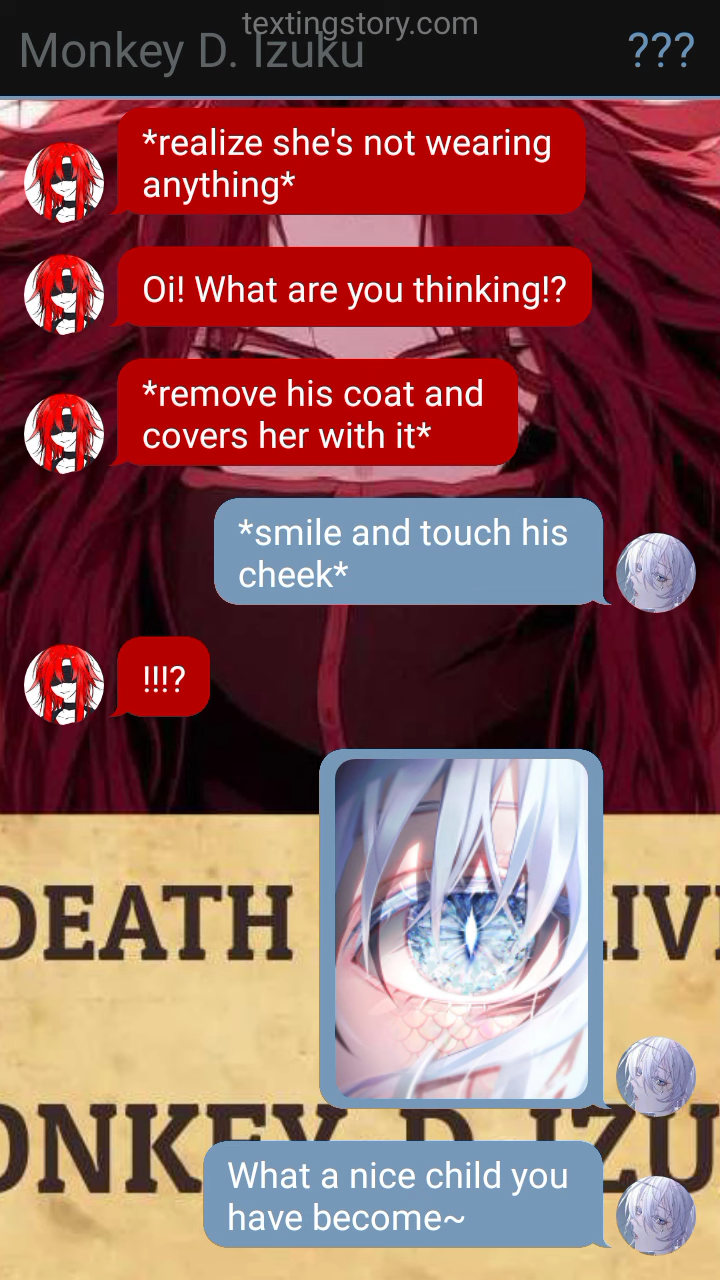 textingstory.com
Monkey D. Izuku
???
*realize she's not wearing
anything*
Oi! What are you thinking!?
*remove his coat and
covers her with it*
*smile and touch his
cheek*
!!!?
DEATH
LIV
What a nice child you
have become~